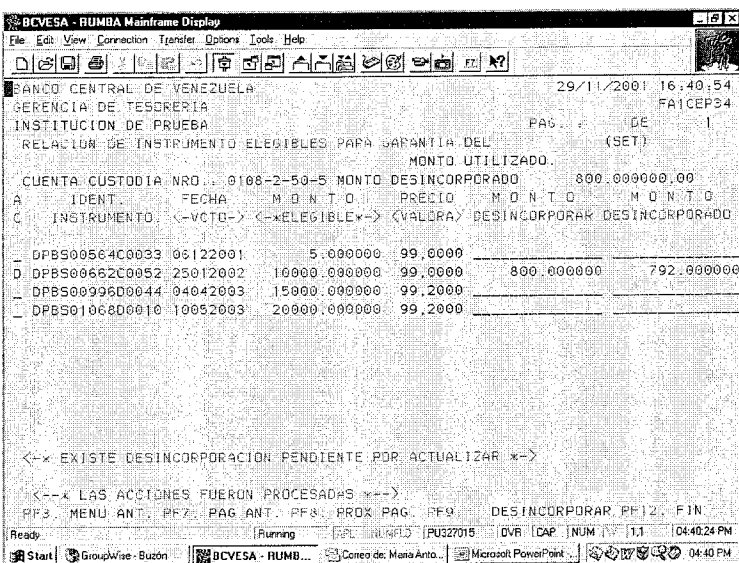 BCVESA - RUMBA Mainframe Display
File Edit View Connection Transfer Options Tools Help
BANCO CENTRAL DE VENEZUELA 29/11/2001 16:40:54
GERENCIA DE TESORERIA FA1CEP34
INSTITUCION DE PRUEBA PAG. DE 1
RELACION DE INSTRUMENTO ELEGIBLES PARA GARANTIA DEL (SET)
MONTO UTILIZADO.
CUENTA CUSTODIA NRO.. 0108-2-50-5 MONTO DESINCORPORADO 800.000000,00
A IDENT. FECHA M O N T O PRECIO M O N T O M O N T O
C INSTRUMENTO. <-VCTO-> <-*ELEGIBLE*-> <VALORA> DESINCORPORAR DESINCORPORADO
_ DPBS00564C0033 06122001 5.000000 99,0000
D DPBS00662C0052 25012002 10000.000000 99,0000 800.000000 792.000000
_ DPBS00996D0044 04042003 15000.000000 99,2000
_ DPBS01068D0010 10052003 20000.000000 99,2000
<-* EXISTE DESINCORPORACION PENDIENTE POR ACTUALIZAR *->
<--* LAS ACCIONES FUERON PROCESADAS *-->
PF3. MENU ANT. PF7. PAG ANT. PF8. PROX PAG. PF9. DESINCORPORAR PF12. FIN
Ready Running APL NUMFLD PU327015 OVR CAP NUM 1,1 04:40:24 PM
Start GroupWise - Buzón BCVESA - RUMB... Correo de: Maria Anto... Microsoft PowerPoint ... 04:40 PM